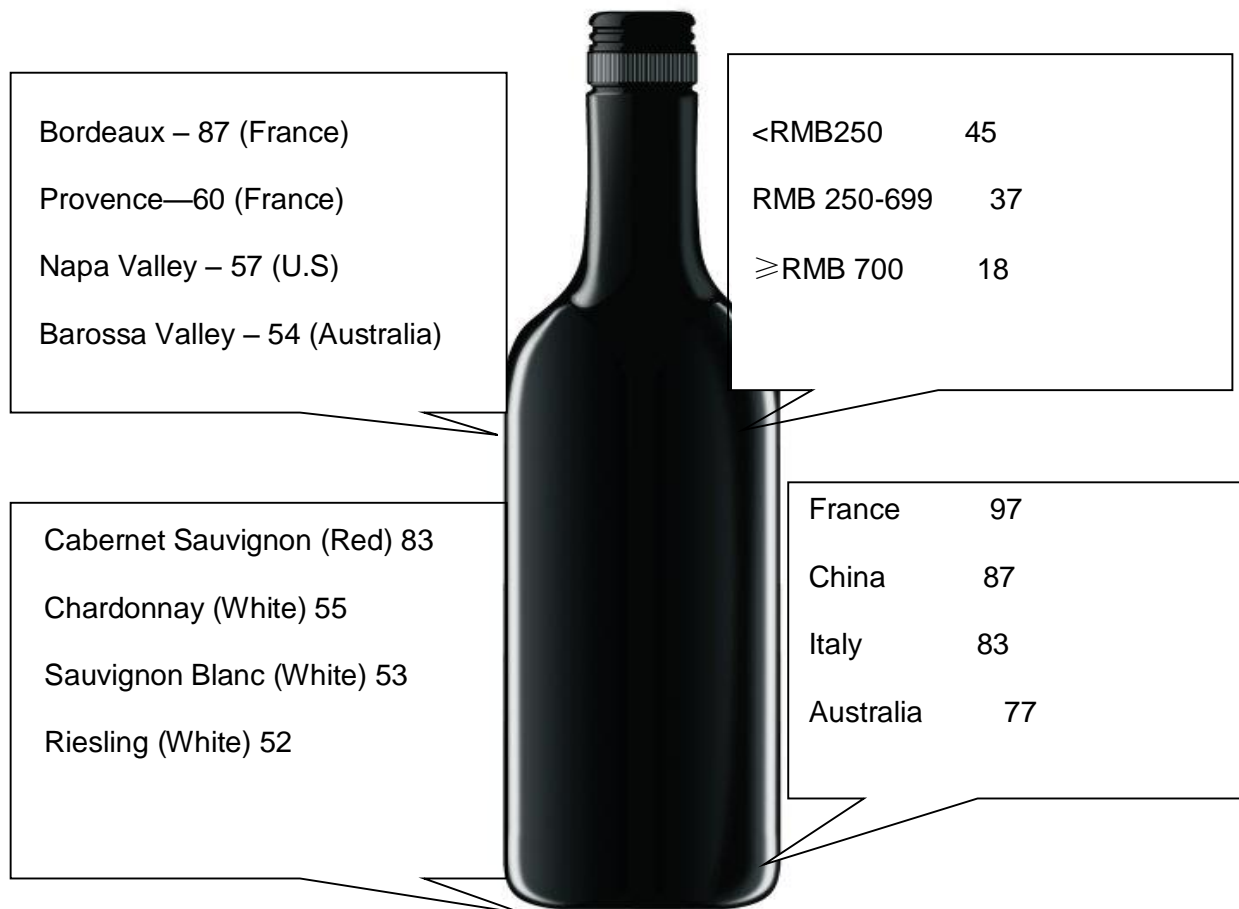 Bordeaux – 87 (France)
Provence—60 (France)
Napa Valley – 57 (U.S)
Barossa Valley – 54 (Australia)
<RMB250 45
RMB 250-699 37
≥RMB 700 18
Cabernet Sauvignon (Red) 83
Chardonnay (White) 55
Sauvignon Blanc (White) 53
Riesling (White) 52
France 97
China 87
Italy 83
Australia 77